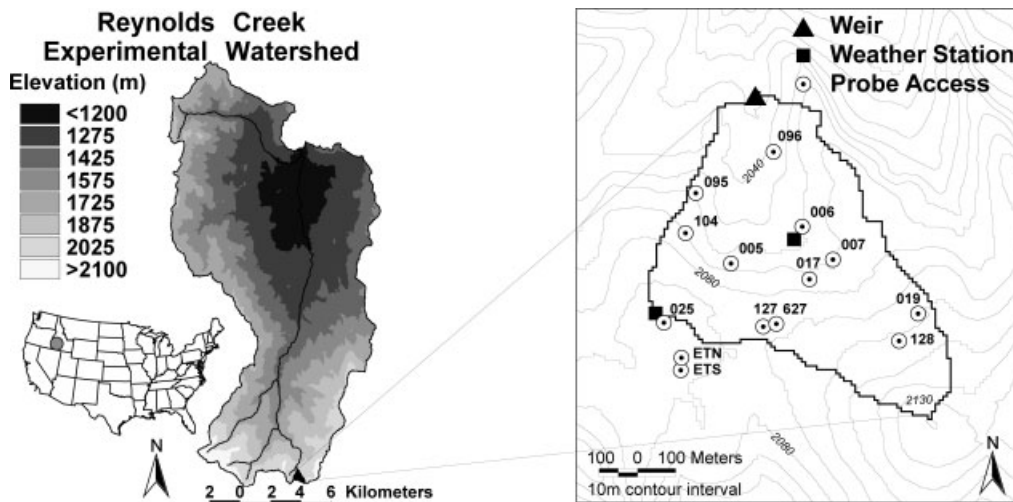 Reynolds Creek
Experimental Watershed
Elevation (m)
<1200
1275
1425
1575
1725
1875
2025
>2100
N
2 0 2 4 6 Kilometers
Weir
Weather Station
Probe Access
096
2040
095
104
006
005
007
017
2080
025
127 627
019
128
ETN
ETS
2130
2080
100 0 100 Meters
10m contour interval
N